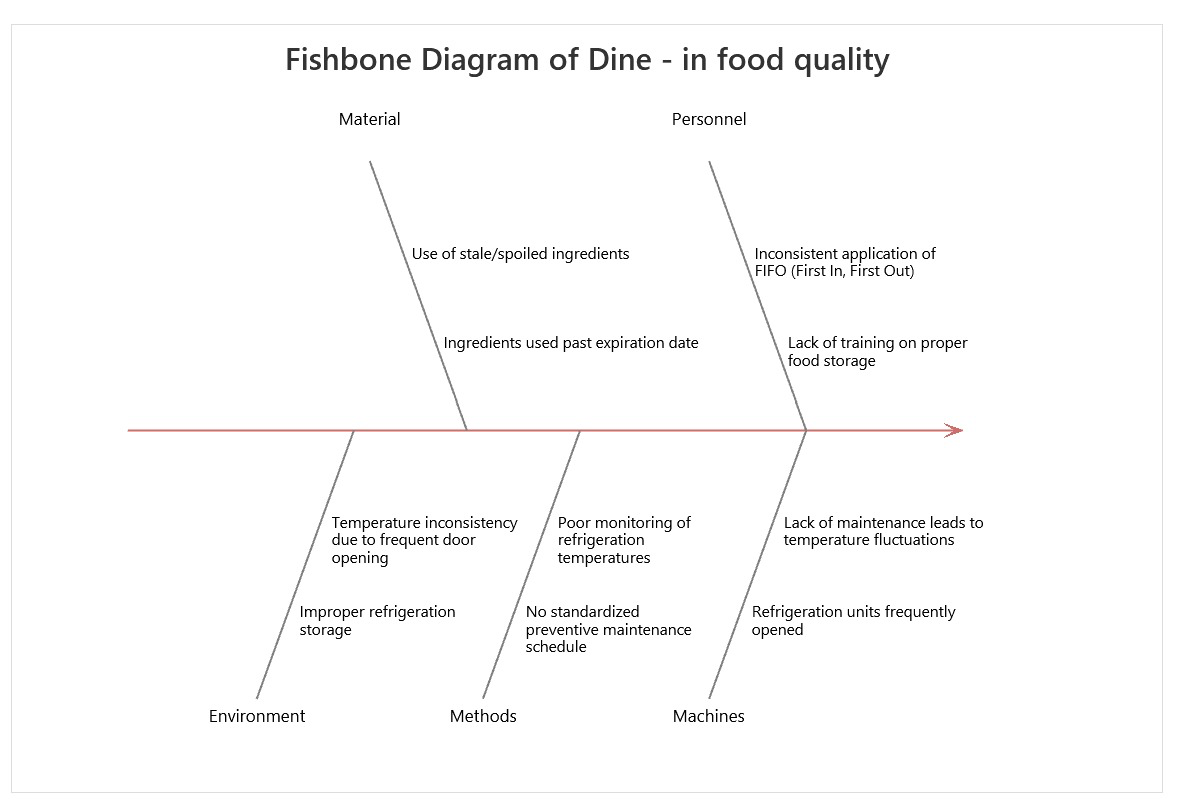 Fishbone Diagram of Dine - in food quality
Material
Personnel
Use of stale/spoiled ingredients
Inconsistent application of
FIFO (First In, First Out)
Ingredients used past expiration date
Lack of training on proper
food storage
Temperature inconsistency
due to frequent door
opening
Poor monitoring of
refrigeration
temperatures
Lack of maintenance leads to
temperature fluctuations
Improper refrigeration
storage
No standardized
preventive maintenance
schedule
Refrigeration units frequently
opened
Environment
Methods
Machines